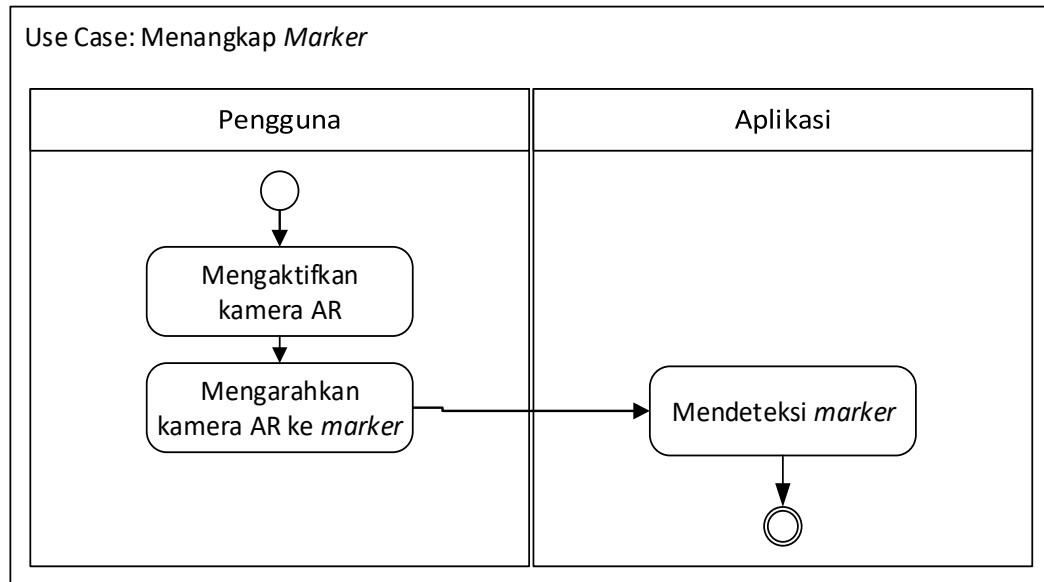 Use Case: Menangkap Marker
Pengguna
Aplikasi
Mengaktifkan
kamera AR
Mengarahkan
kamera AR ke marker
Mendeteksi marker